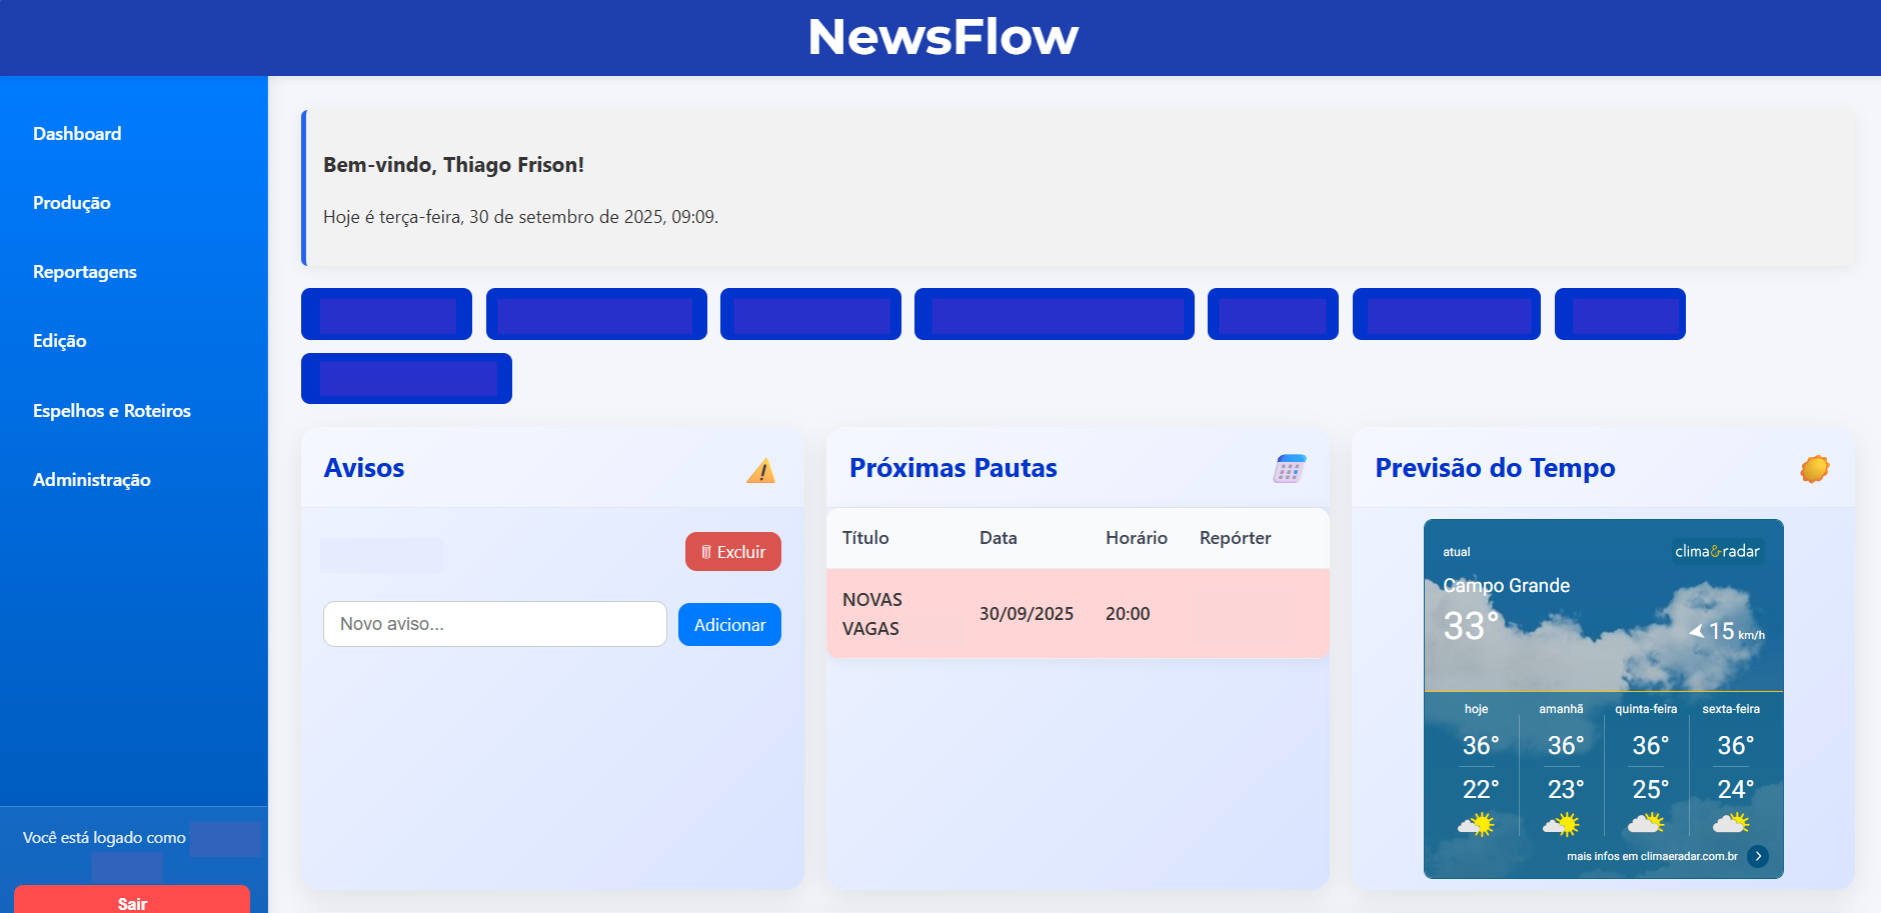 NewsFlow
Dashboard
Produção
Reportagens
Edição
Espelhos e Roteiros
Administração
Você está logado como
Sair
Bem-vindo, Thiago Frison!
Hoje é terça-feira, 30 de setembro de 2025, 09:09.
Avisos
Excluir
Novo aviso...
Adicionar
Próximas Pautas
Título Data Horário Repórter
NOVAS
VAGAS
30/09/2025 20:00
Previsão do Tempo
atual
clima&radar
Campo Grande
33°
15 km/h
hoje amanhã quinta-feira sexta-feira
36° 36° 36° 36°
22° 23° 25° 24°
mais infos em climaeradar.com.br